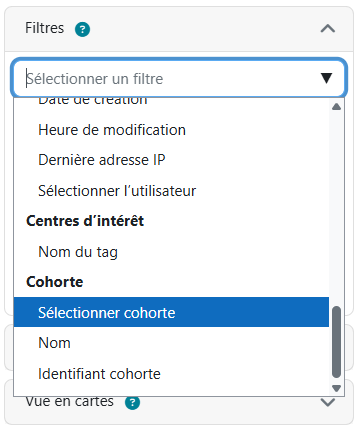 Filtres ?
Sélectionner un filtre
Date de création
Heure de modification
Dernière adresse IP
Sélectionner l’utilisateur
Centres d’intérêt
Nom du tag
Cohorte
Sélectionner cohorte
Nom
Identifiant cohorte
Vue en cartes ?